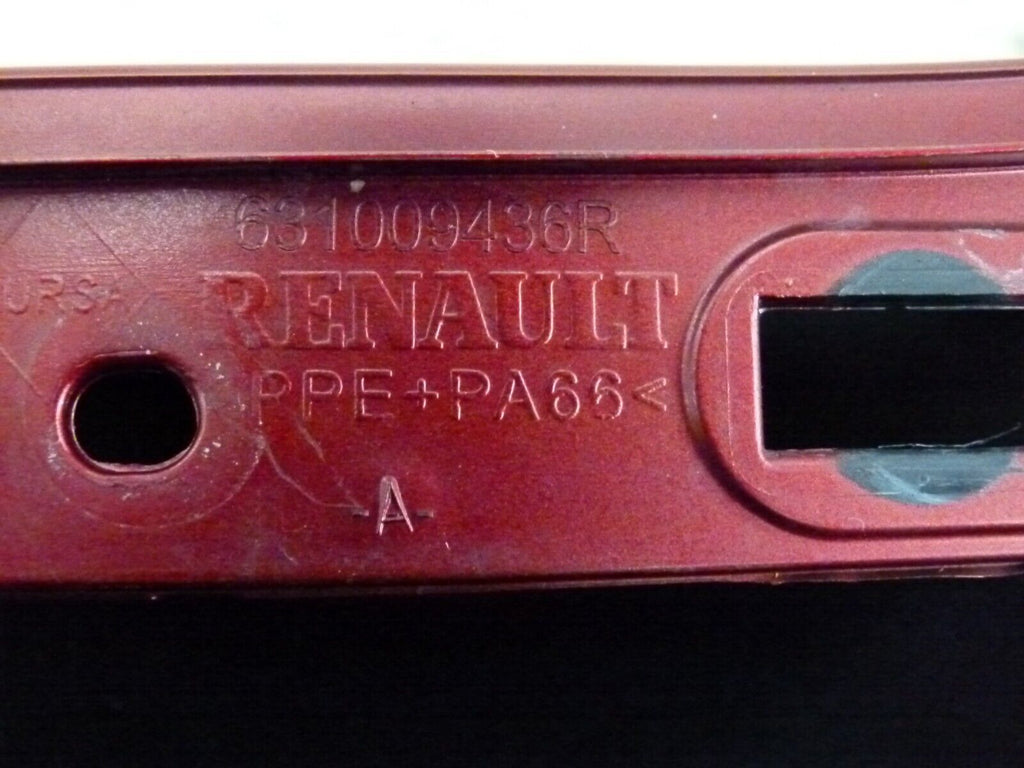 631009436R
RENAULT
PPE+PA66<
A